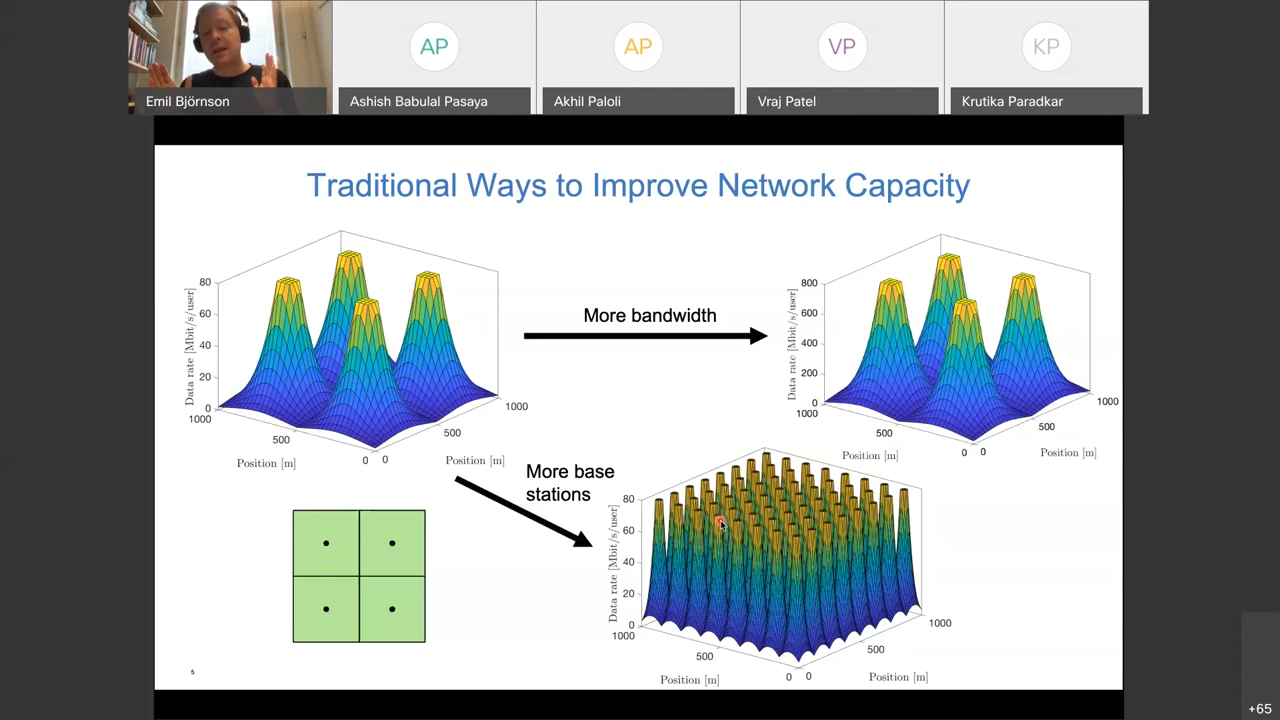 AP
AP
VP
KP
Emil Björnson
Ashish Babulal Pasaya
Akhil Paloli
Vraj Patel
Krutika Paradkar
Traditional Ways to Improve Network Capacity
Data rate [Mbit/s/user]
80
60
40
20
0
1000
500
0
0
500
1000
Position [m]
Position [m]
More bandwidth
Data rate [Mbit/s/user]
800
600
400
200
0
1000
500
0
0
500
1000
Position [m]
Position [m]
More base
stations
Data rate [Mbit/s/user]
80
60
40
20
0
1000
500
0
0
500
1000
Position [m]
Position [m]
5
+65